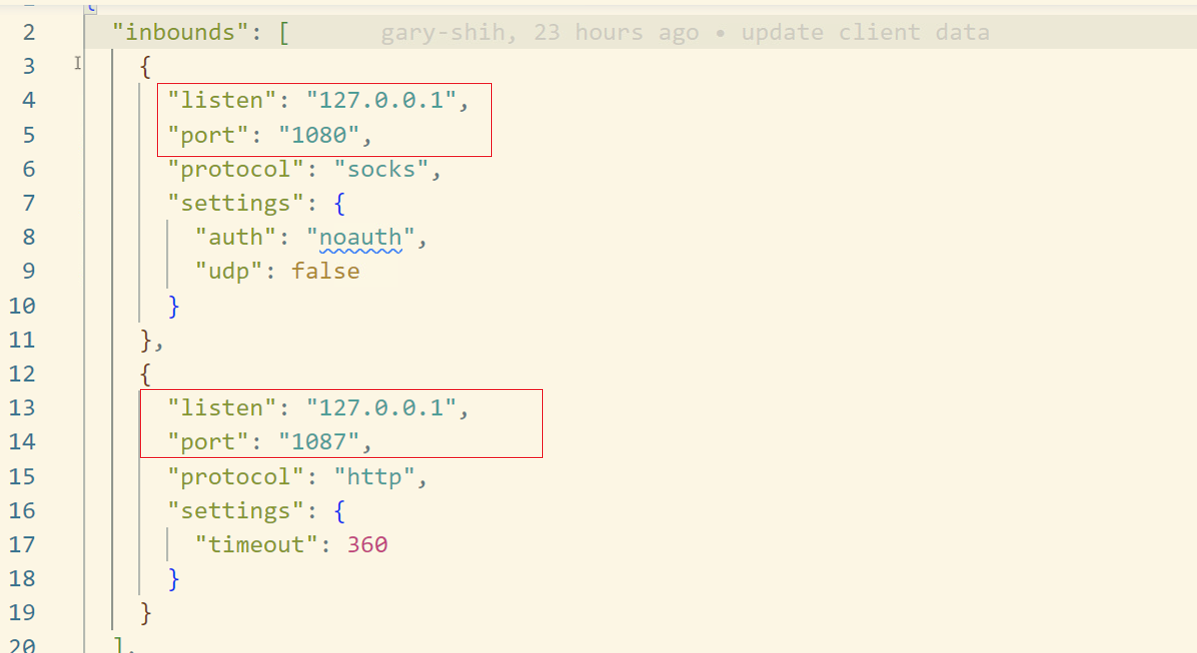 2 "inbounds": [ gary-shih, 23 hours ago • update client data
3 {
4 "listen": "127.0.0.1",
5 "port": "1080",
6 "protocol": "socks",
7 "settings": {
8 "auth": "noauth",
9 "udp": false
10 }
11 },
12 {
13 "listen": "127.0.0.1",
14 "port": "1087",
15 "protocol": "http",
16 "settings": {
17 "timeout": 360
18 }
19 }
20 ],